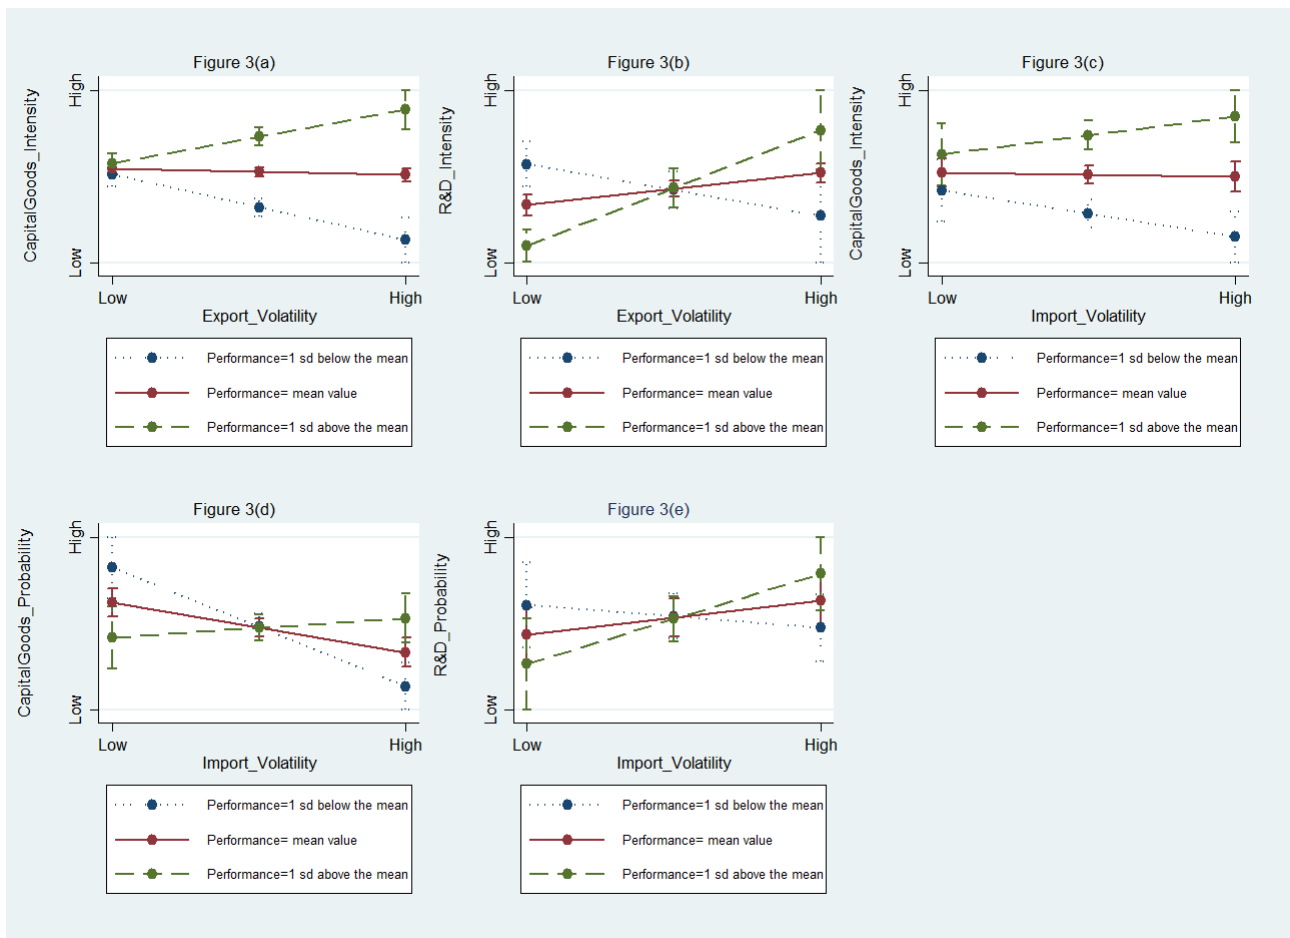 Figure 3(a)
High
Low
CapitalGoods_Intensity
Low
High
Export_Volatility
Performance=1 sd below the mean
Performance= mean value
Performance=1 sd above the mean
Figure 3(b)
High
Low
R&D_Intensity
Low
High
Export_Volatility
Performance=1 sd below the mean
Performance= mean value
Performance=1 sd above the mean
Figure 3(c)
High
Low
CapitalGoods_Intensity
Low
High
Import_Volatility
Performance=1 sd below the mean
Performance= mean value
Performance=1 sd above the mean
Figure 3(d)
High
Low
CapitalGoods_Probability
Low
High
Import_Volatility
Performance=1 sd below the mean
Performance= mean value
Performance=1 sd above the mean
Figure 3(e)
High
Low
R&D_Probability
Low
High
Import_Volatility
Performance=1 sd below the mean
Performance= mean value
Performance=1 sd above the mean